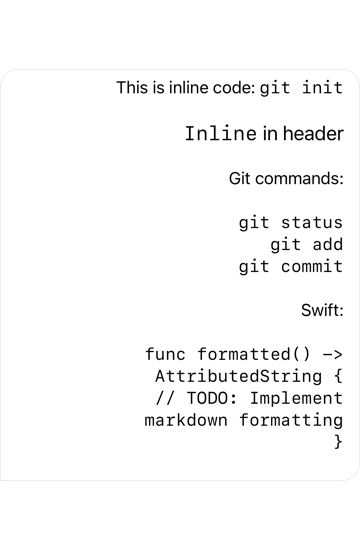 This is inline code: git init
Inline in header
Git commands:
git status
git add
git commit
Swift:
func formatted() ->
AttributedString {
// TODO: Implement
markdown formatting
}